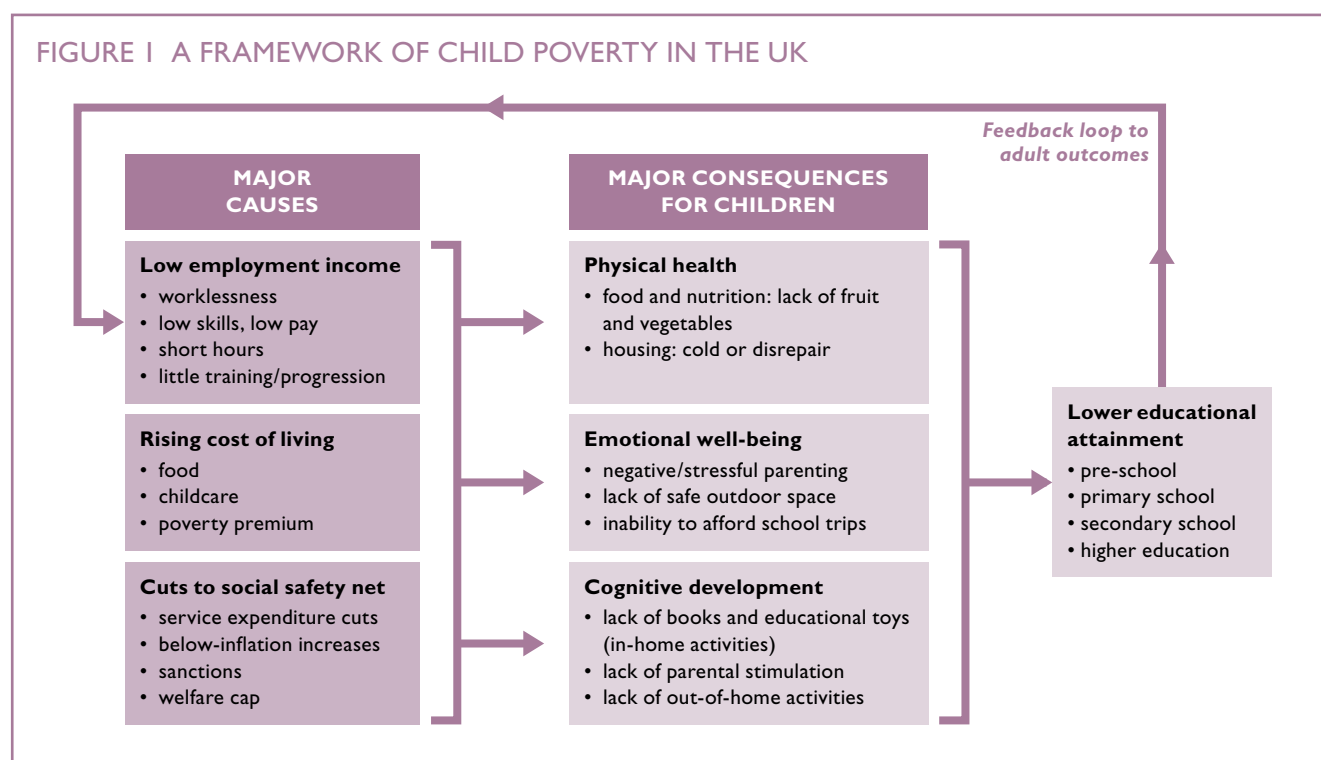 FIGURE 1 A FRAMEWORK OF CHILD POVERTY IN THE UK
Feedback loop to
adult outcomes
MAJOR
CAUSES
Low employment income
• worklessness
• low skills, low pay
• short hours
• little training/progression
Rising cost of living
• food
• childcare
• poverty premium
Cuts to social safety net
• service expenditure cuts
• below-inflation increases
• sanctions
• welfare cap
MAJOR CONSEQUENCES
FOR CHILDREN
Physical health
• food and nutrition: lack of fruit
and vegetables
• housing: cold or disrepair
Emotional well-being
• negative/stressful parenting
• lack of safe outdoor space
• inability to afford school trips
Cognitive development
• lack of books and educational toys
(in-home activities)
• lack of parental stimulation
• lack of out-of-home activities
Lower educational
attainment
• pre-school
• primary school
• secondary school
• higher education